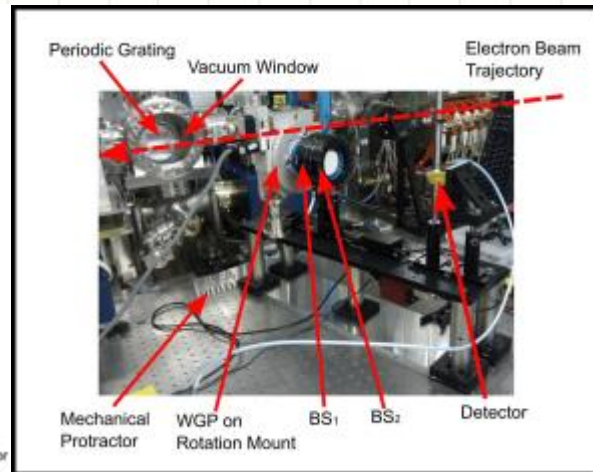 Periodic Grating
Vacuum Window
Electron Beam
Trajectory
Mechanical
Protractor
WGP on
Rotation Mount
BS₁
BS₂
Detector